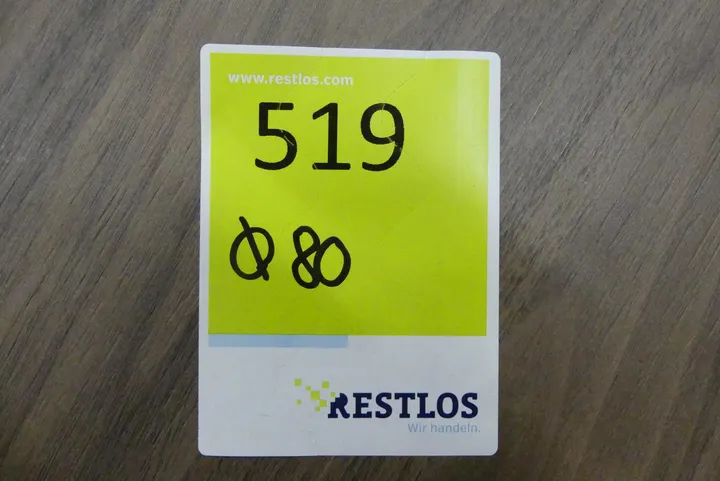 www.restlos.com
519
Ø 80
RESTLOS
Wir handeln.